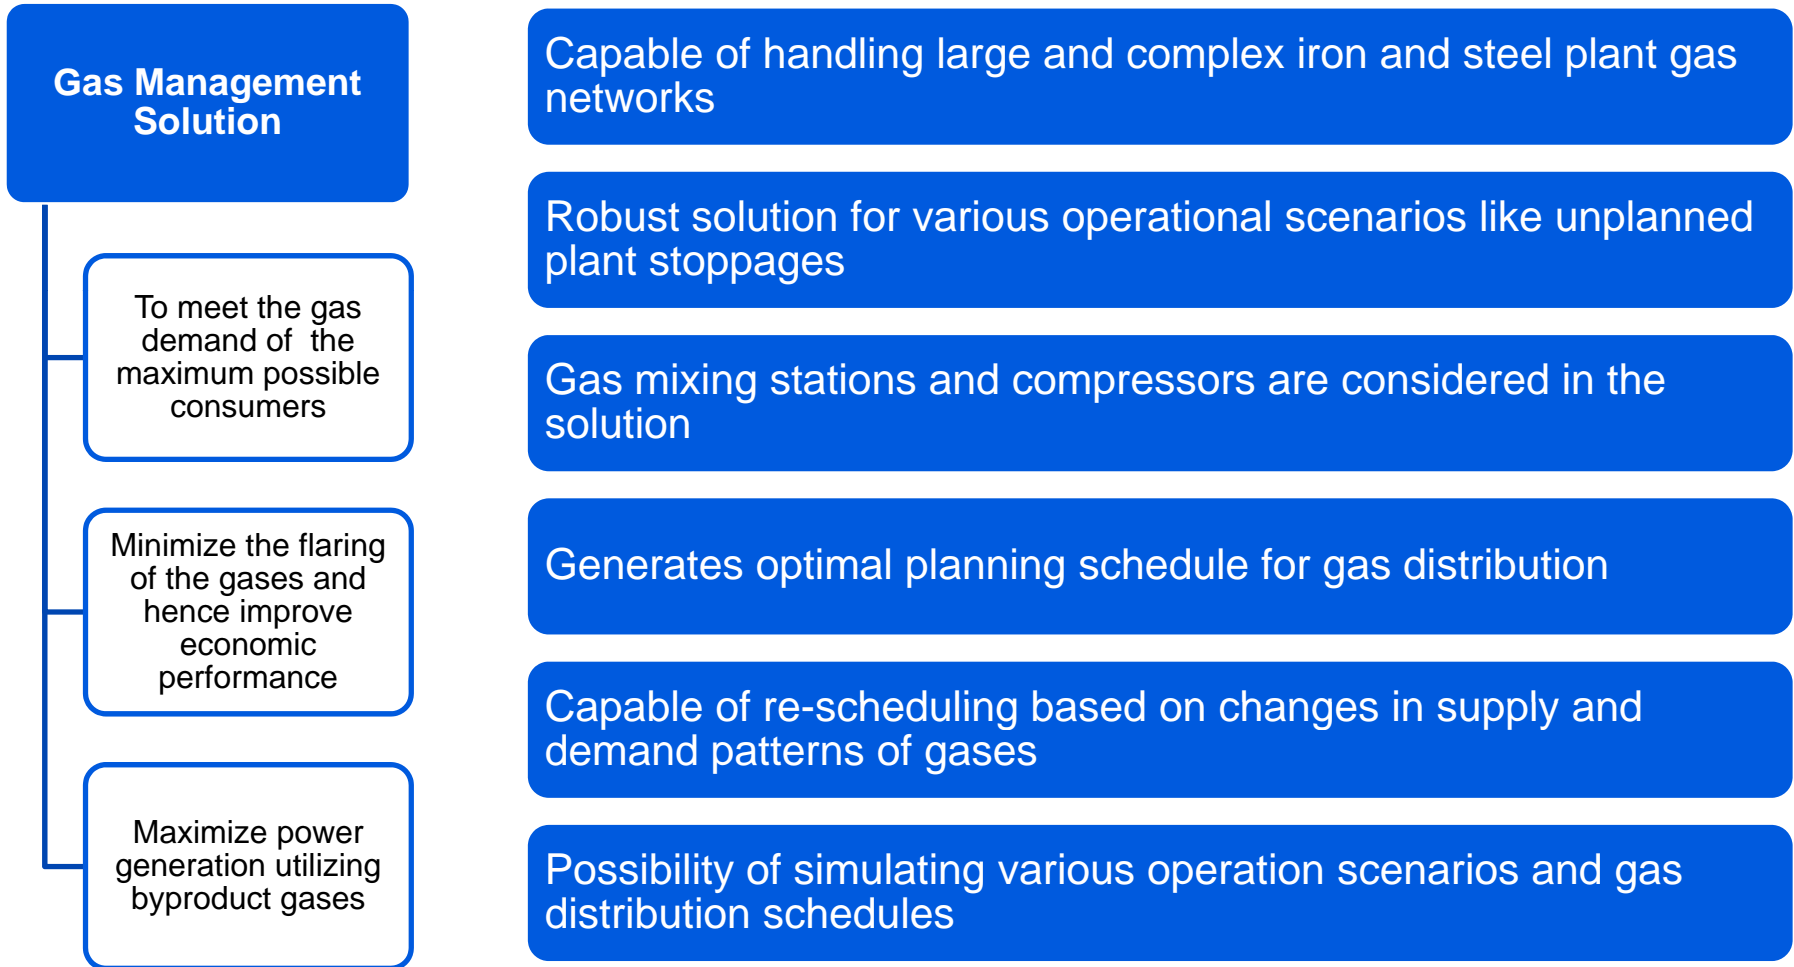 Gas Management
Solution
To meet the gas
demand of  the
maximum possible
consumers
Minimize the flaring
of the gases and
hence improve
economic
performance
Maximize power
generation utilizing
byproduct gases
Capable of handling large and complex iron and steel plant gas
networks
Robust solution for various operational scenarios like unplanned
plant stoppages
Gas mixing stations and compressors are considered in the
solution
Generates optimal planning schedule for gas distribution
Capable of re-scheduling based on changes in supply and
demand patterns of gases
Possibility of simulating various operation scenarios and gas
distribution schedules